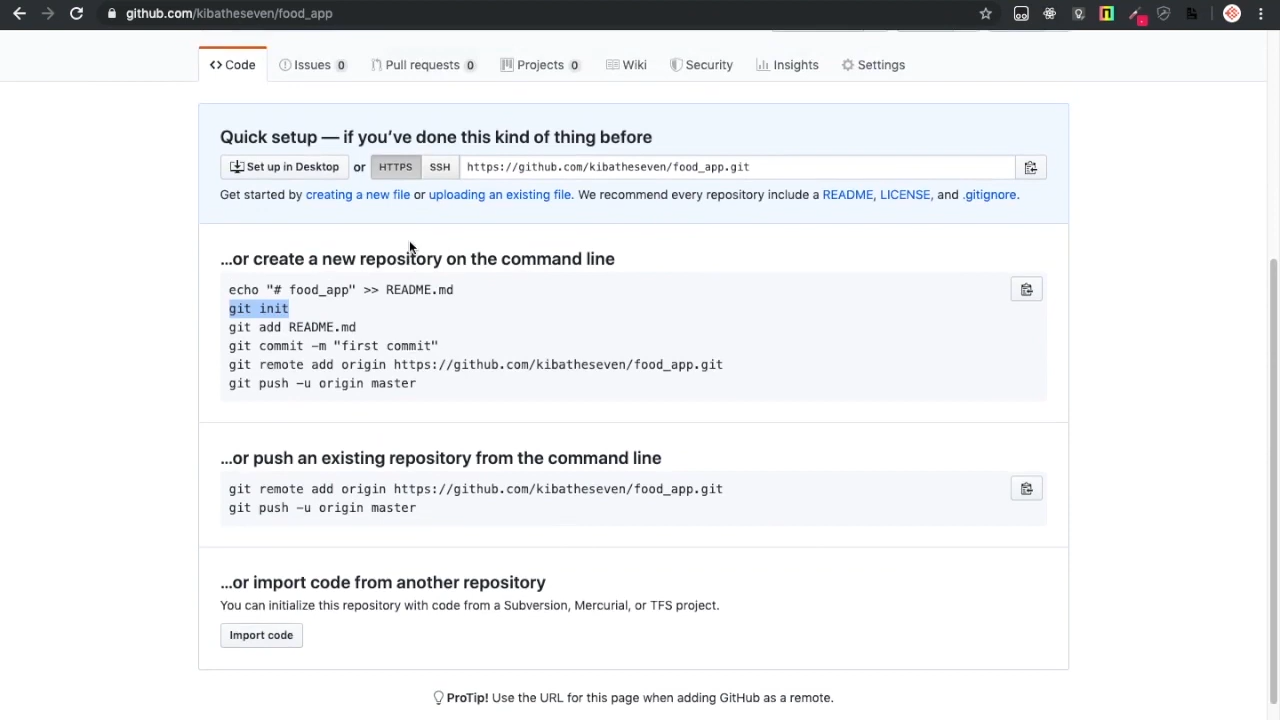 github.com/kibatheseven/food_app
Code Issues 0 Pull requests 0 Projects 0 Wiki Security Insights Settings
Quick setup — if you've done this kind of thing before
Set up in Desktop or HTTPS SSH https://github.com/kibatheseven/food_app.git
Get started by creating a new file or uploading an existing file. We recommend every repository include a README, LICENSE, and .gitignore.
…or create a new repository on the command line
echo "# food_app" >> README.md
git init
git add README.md
git commit -m "first commit"
git remote add origin https://github.com/kibatheseven/food_app.git
git push -u origin master
…or push an existing repository from the command line
git remote add origin https://github.com/kibatheseven/food_app.git
git push -u origin master
…or import code from another repository
You can initialize this repository with code from a Subversion, Mercurial, or TFS project.
Import code
ProTip! Use the URL for this page when adding GitHub as a remote.